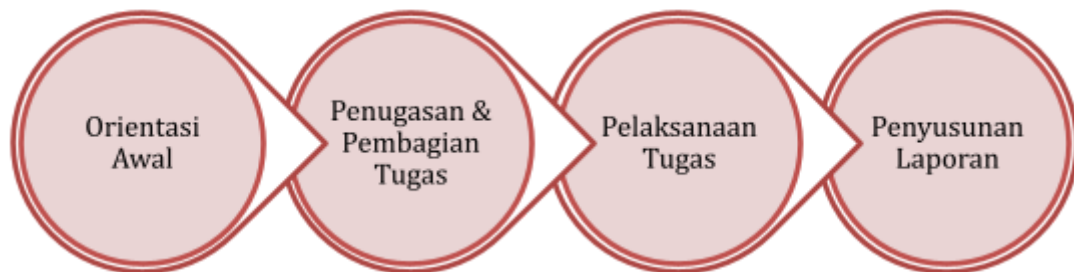 Orientasi
Awal
Penugasan &
Pembagian
Tugas
Pelaksanaan
Tugas
Penyusunan
Laporan